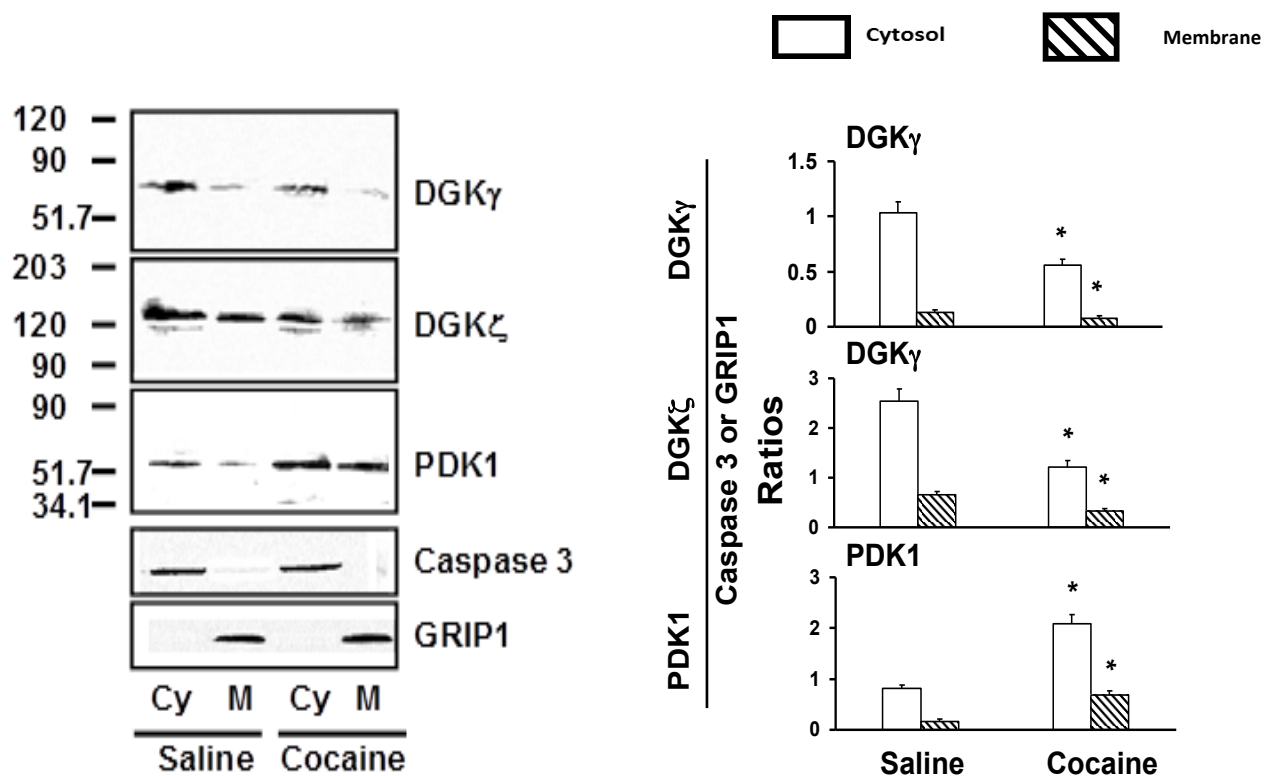 Cytosol
Membrane
120
90
51.7
DGKγ
203
120
90
DGKζ
90
51.7
34.1
PDK1
Caspase 3
GRIP1
Cy M Cy M
Saline Cocaine
DGKγ
DGKζ
PDK1
Caspase 3 or GRIP1
Ratios
DGKγ
1.5
1
0.5
0
*
*
DGKγ
3
2
1
0
*
*
PDK1
3
2
1
0
*
*
Saline Cocaine